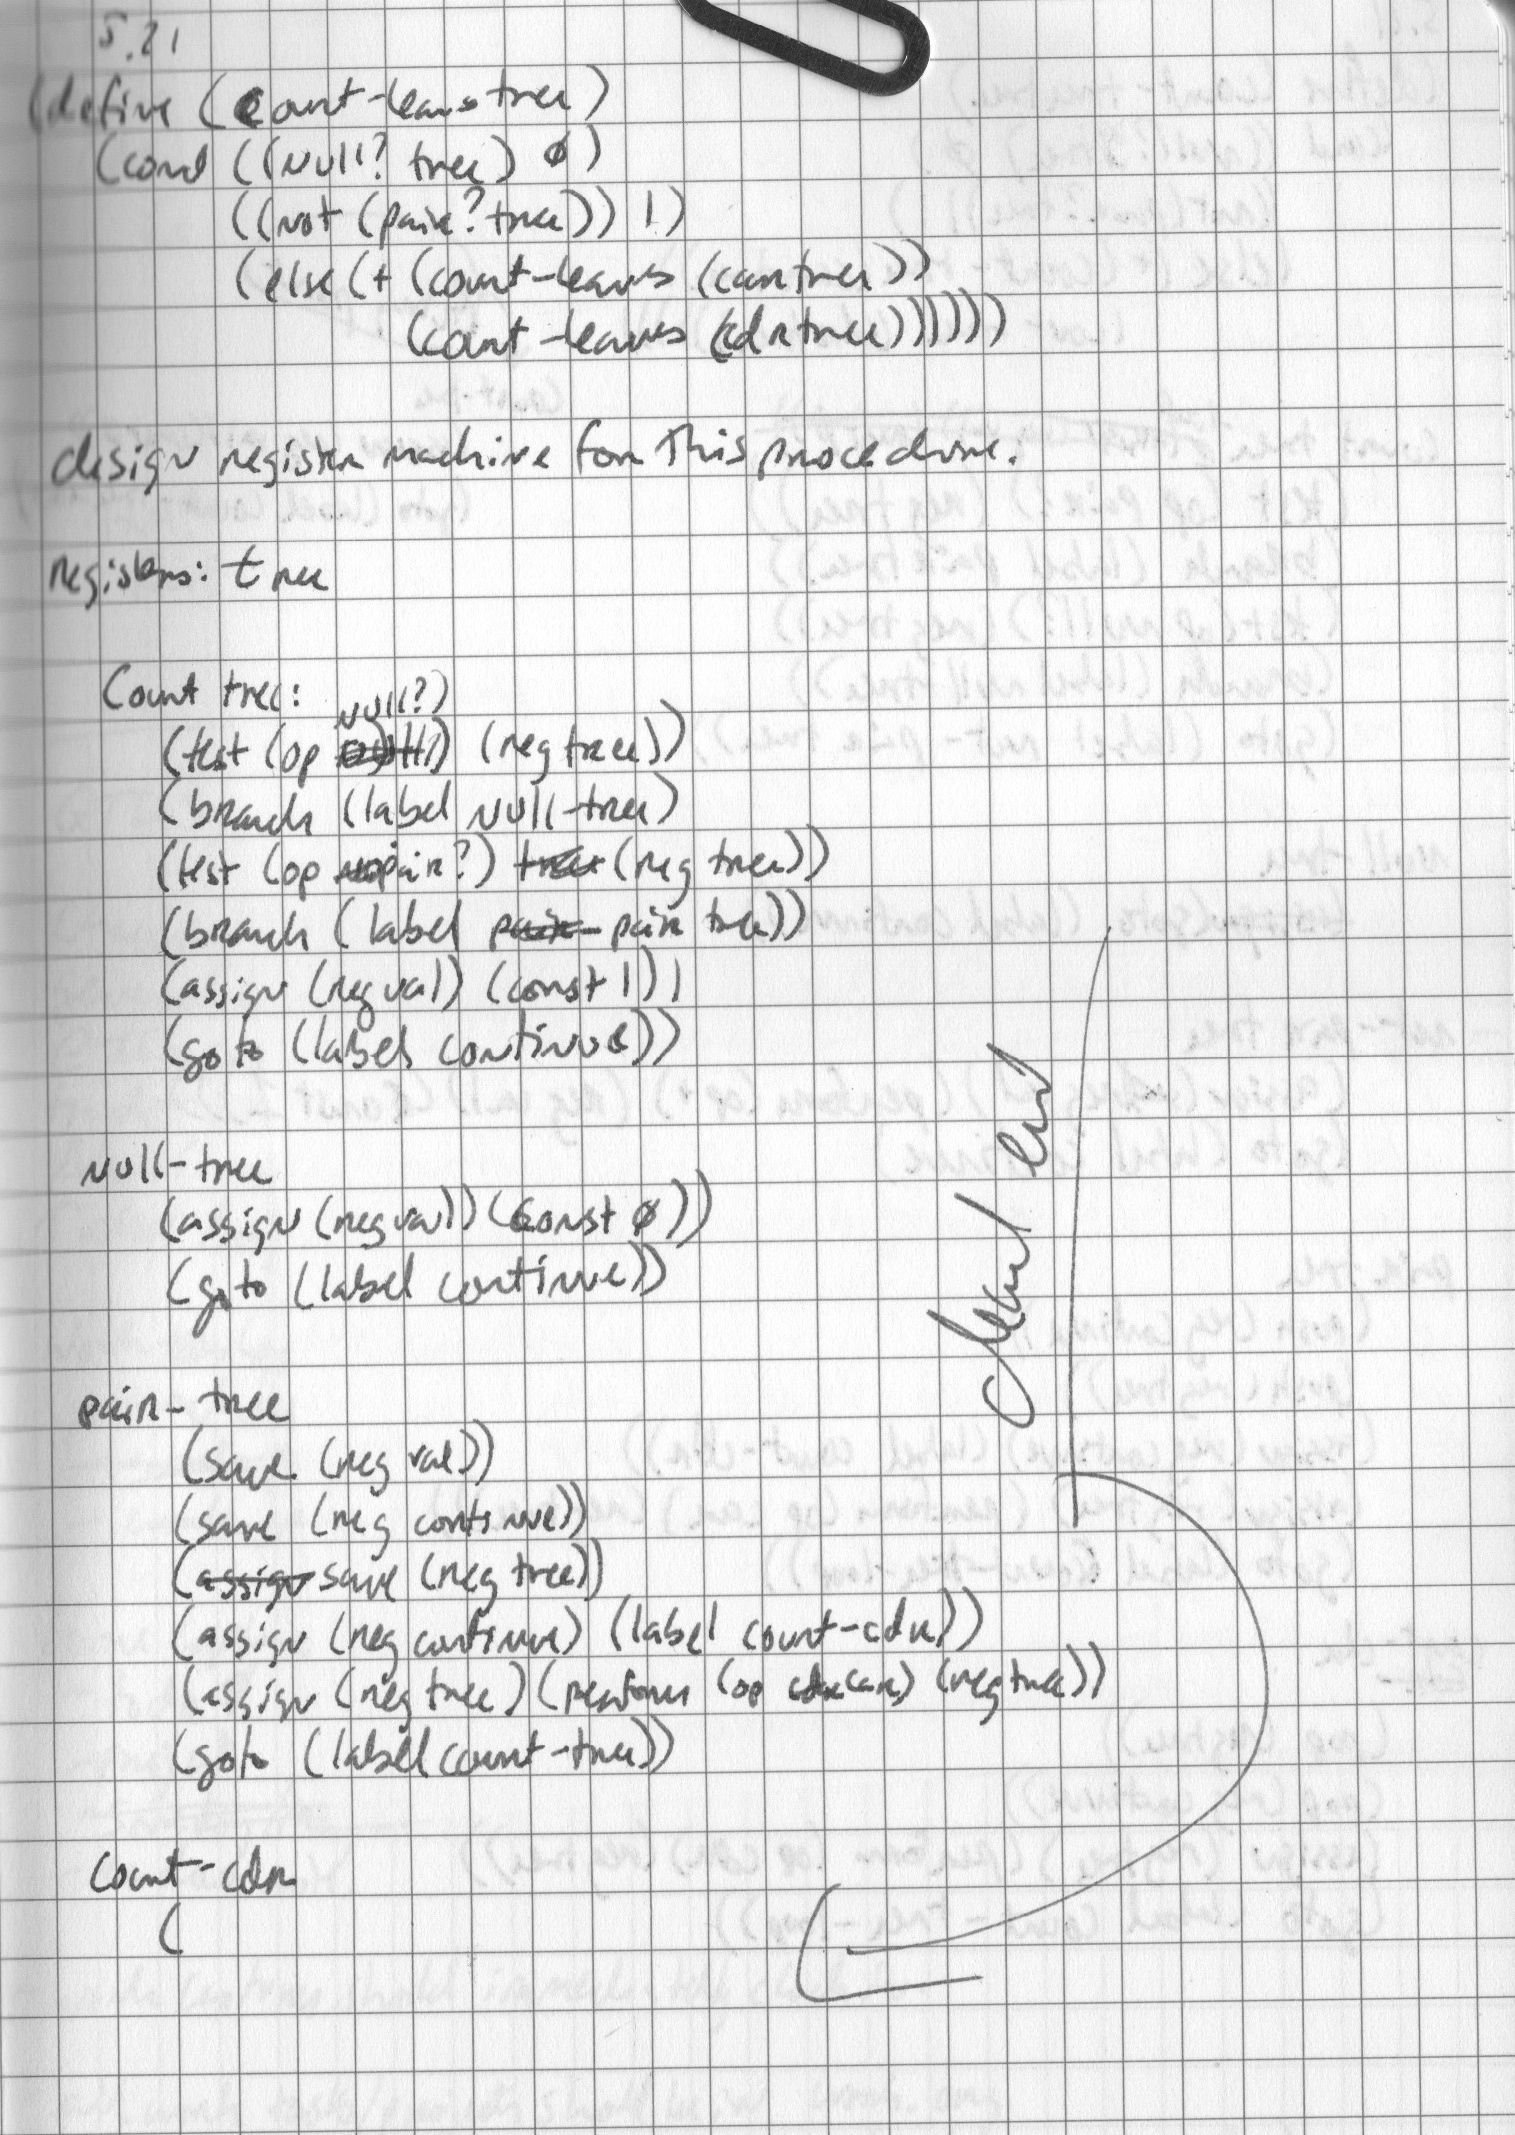 5.21
(define (count-leaves tree)
(cond ((null? tree) 0)
((not (pair? tree)) 1)
(else (+ (count-leaves (car tree))
(count-leaves (cdr tree))))))
design register machine for this procedure.
registers: tree
Count tree:
null?)
(test (op (reg tree))
(branch (label null-tree)
(test (op pair?) tree (reg tree))
(branch (label pair- pair tree))
(assign (reg val) (const 1))
(goto (label continue))
null-tree
(assign (reg val) (const 0))
(goto (label continue))
pair-tree
(save (reg val))
(save (reg continue))
(assign save (reg tree))
(assign (reg continue) (label count-cdr))
(assign (reg tree) (perform (op car) (reg tree))
(goto (label count-tree))
count-cdr
(